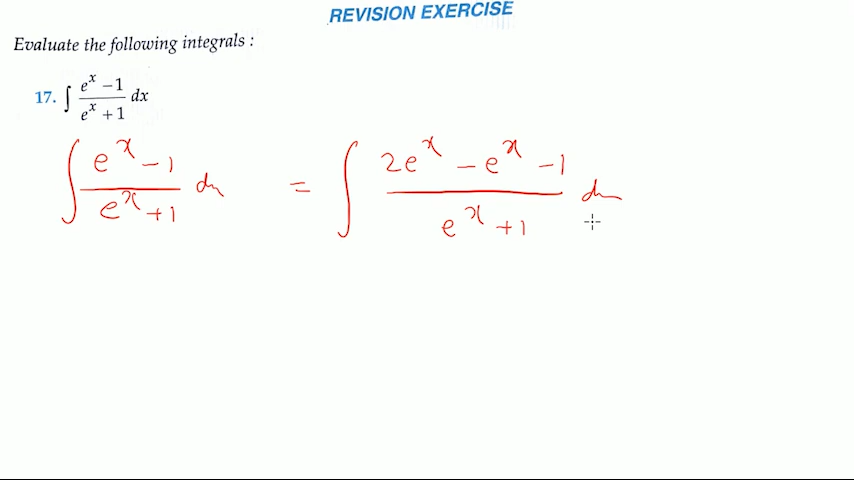 REVISION EXERCISE
Evaluate the following integrals :
17. ∫ (e^x − 1)/(e^x + 1) dx
∫ (e^x − 1)/(e^x + 1) dx = ∫ (2e^x − e^x − 1)/(e^x + 1) dx